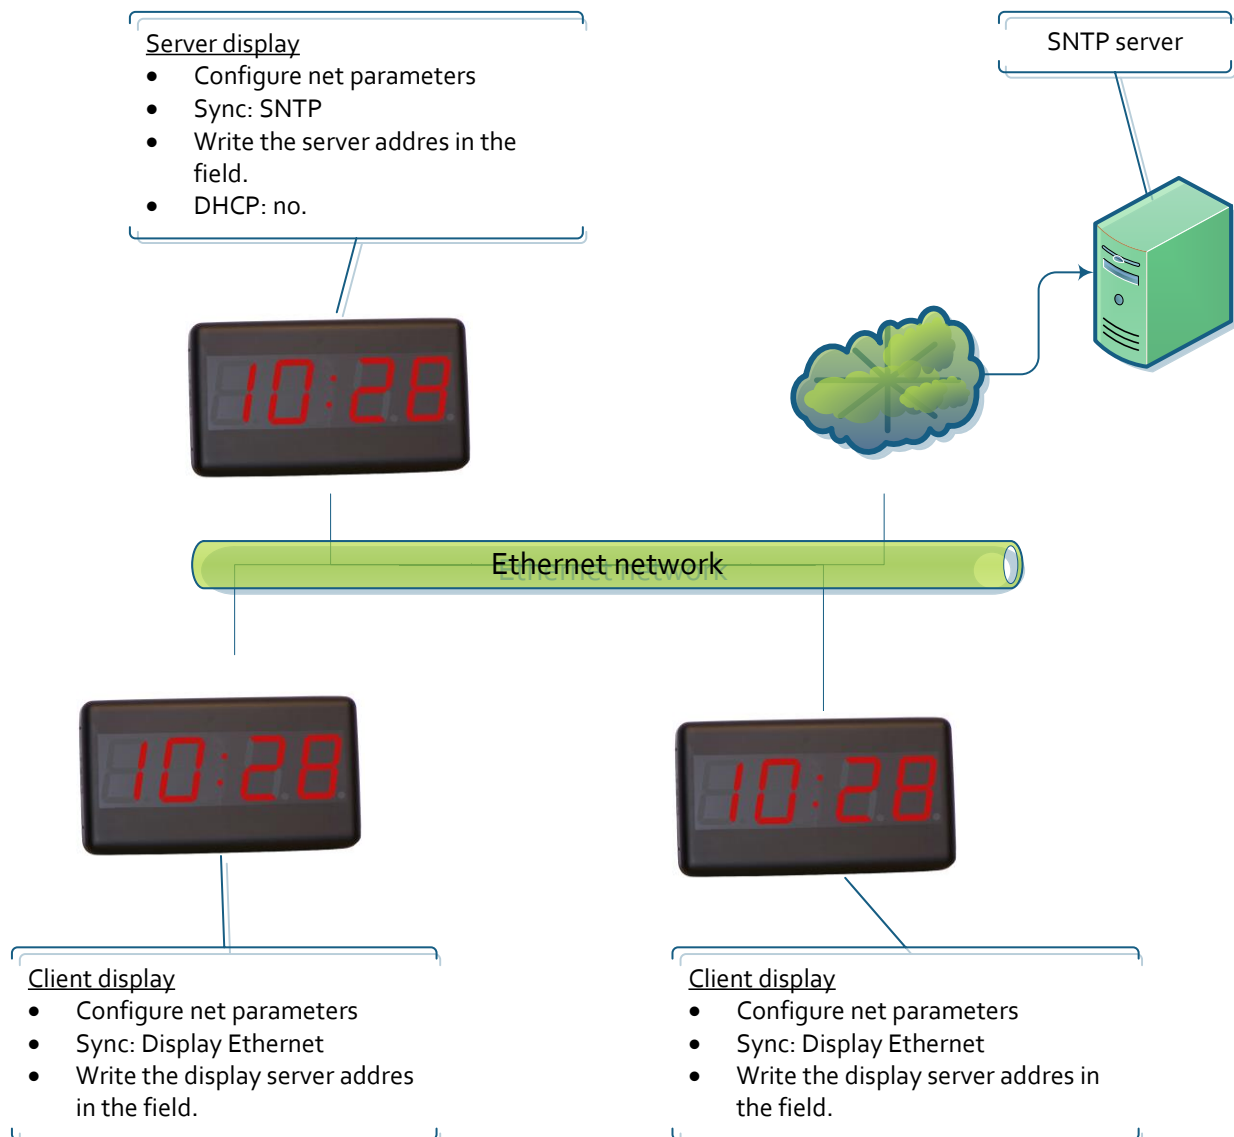 Server display
• Configure net parameters
• Sync: SNTP
• Write the server addres in the
field.
• DHCP: no.
SNTP server
10:28
Ethernet network
10:28
10:28
Client display
• Configure net parameters
• Sync: Display Ethernet
• Write the display server addres
in the field.
Client display
• Configure net parameters
• Sync: Display Ethernet
• Write the display server addres in
the field.